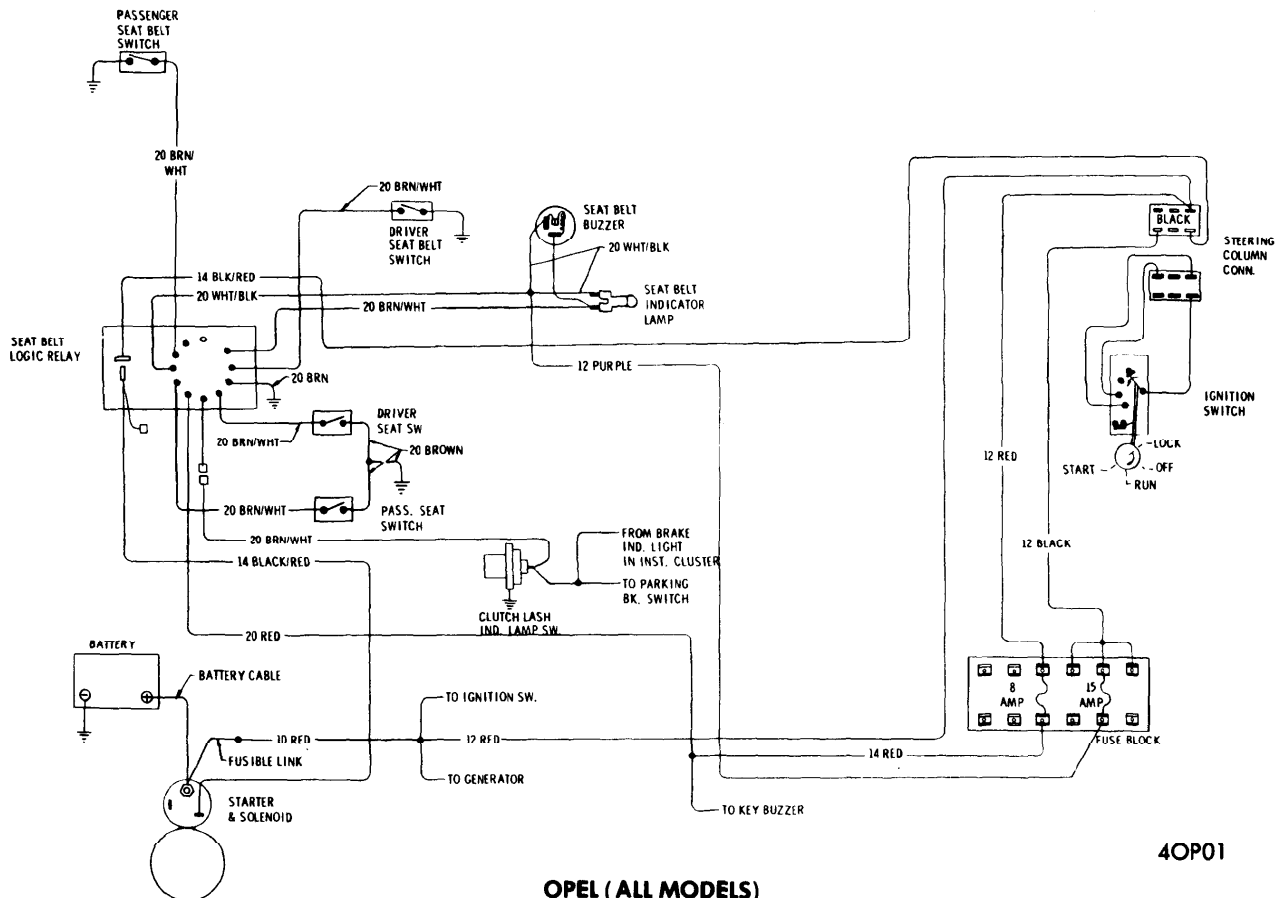 PASSENGER
SEAT BELT
SWITCH
20 BRN/
WHT
20 BRN/WHT
DRIVER
SEAT BELT
SWITCH
SEAT BELT
BUZZER
20 WHT/BLK
14 BLK/RED
20 WHT/BLK
20 BRN/WHT
SEAT BELT
INDICATOR
LAMP
BLACK
STEERING
COLUMN
CONN.
SEAT BELT
LOGIC RELAY
12 PURPLE
20 BRN
IGNITION
SWITCH
LOCK
OFF
RUN
START
DRIVER
SEAT SW
20 BRN/WHT
20 BROWN
12 RED
20 BRN/WHT
PASS. SEAT
SWITCH
20 BRN/WHT
14 BLACK/RED
FROM BRAKE
IND. LIGHT
IN INST. CLUSTER
TO PARKING
BK. SWITCH
12 BLACK
CLUTCH LASH
IND. LAMP SW.
20 RED
BATTERY
BATTERY CABLE
8
AMP
15
AMP
FUSE BLOCK
TO IGNITION SW.
10 RED
12 RED
14 RED
FUSIBLE LINK
TO GENERATOR
STARTER
& SOLENOID
TO KEY BUZZER
4OP01
OPEL (ALL MODELS)